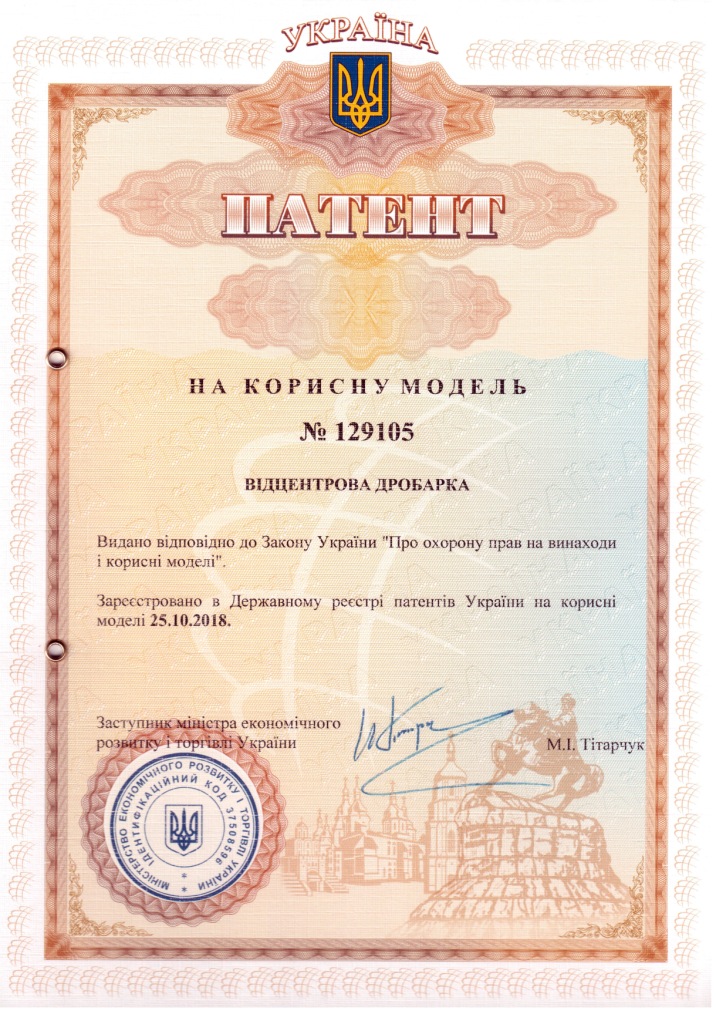 УКРАЇНА
ПАТЕНТ
НА КОРИСНУ МОДЕЛЬ
№ 129105
ВІДЦЕНТРОВА ДРОБАРКА
Видано відповідно до Закону України "Про охорону прав на винаходи
і корисні моделі".
Зареєстровано в Державному реєстрі патентів України на корисні
моделі 25.10.2018.
Заступник міністра економічного
розвитку і торгівлі України
М.І. Тітарчук
МІНІСТЕРСТВО ЕКОНОМІЧНОГО РОЗВИТКУ І ТОРГІВЛІ УКРАЇНИ
ІДЕНТИФІКАЦІЙНИЙ КОД 37508596